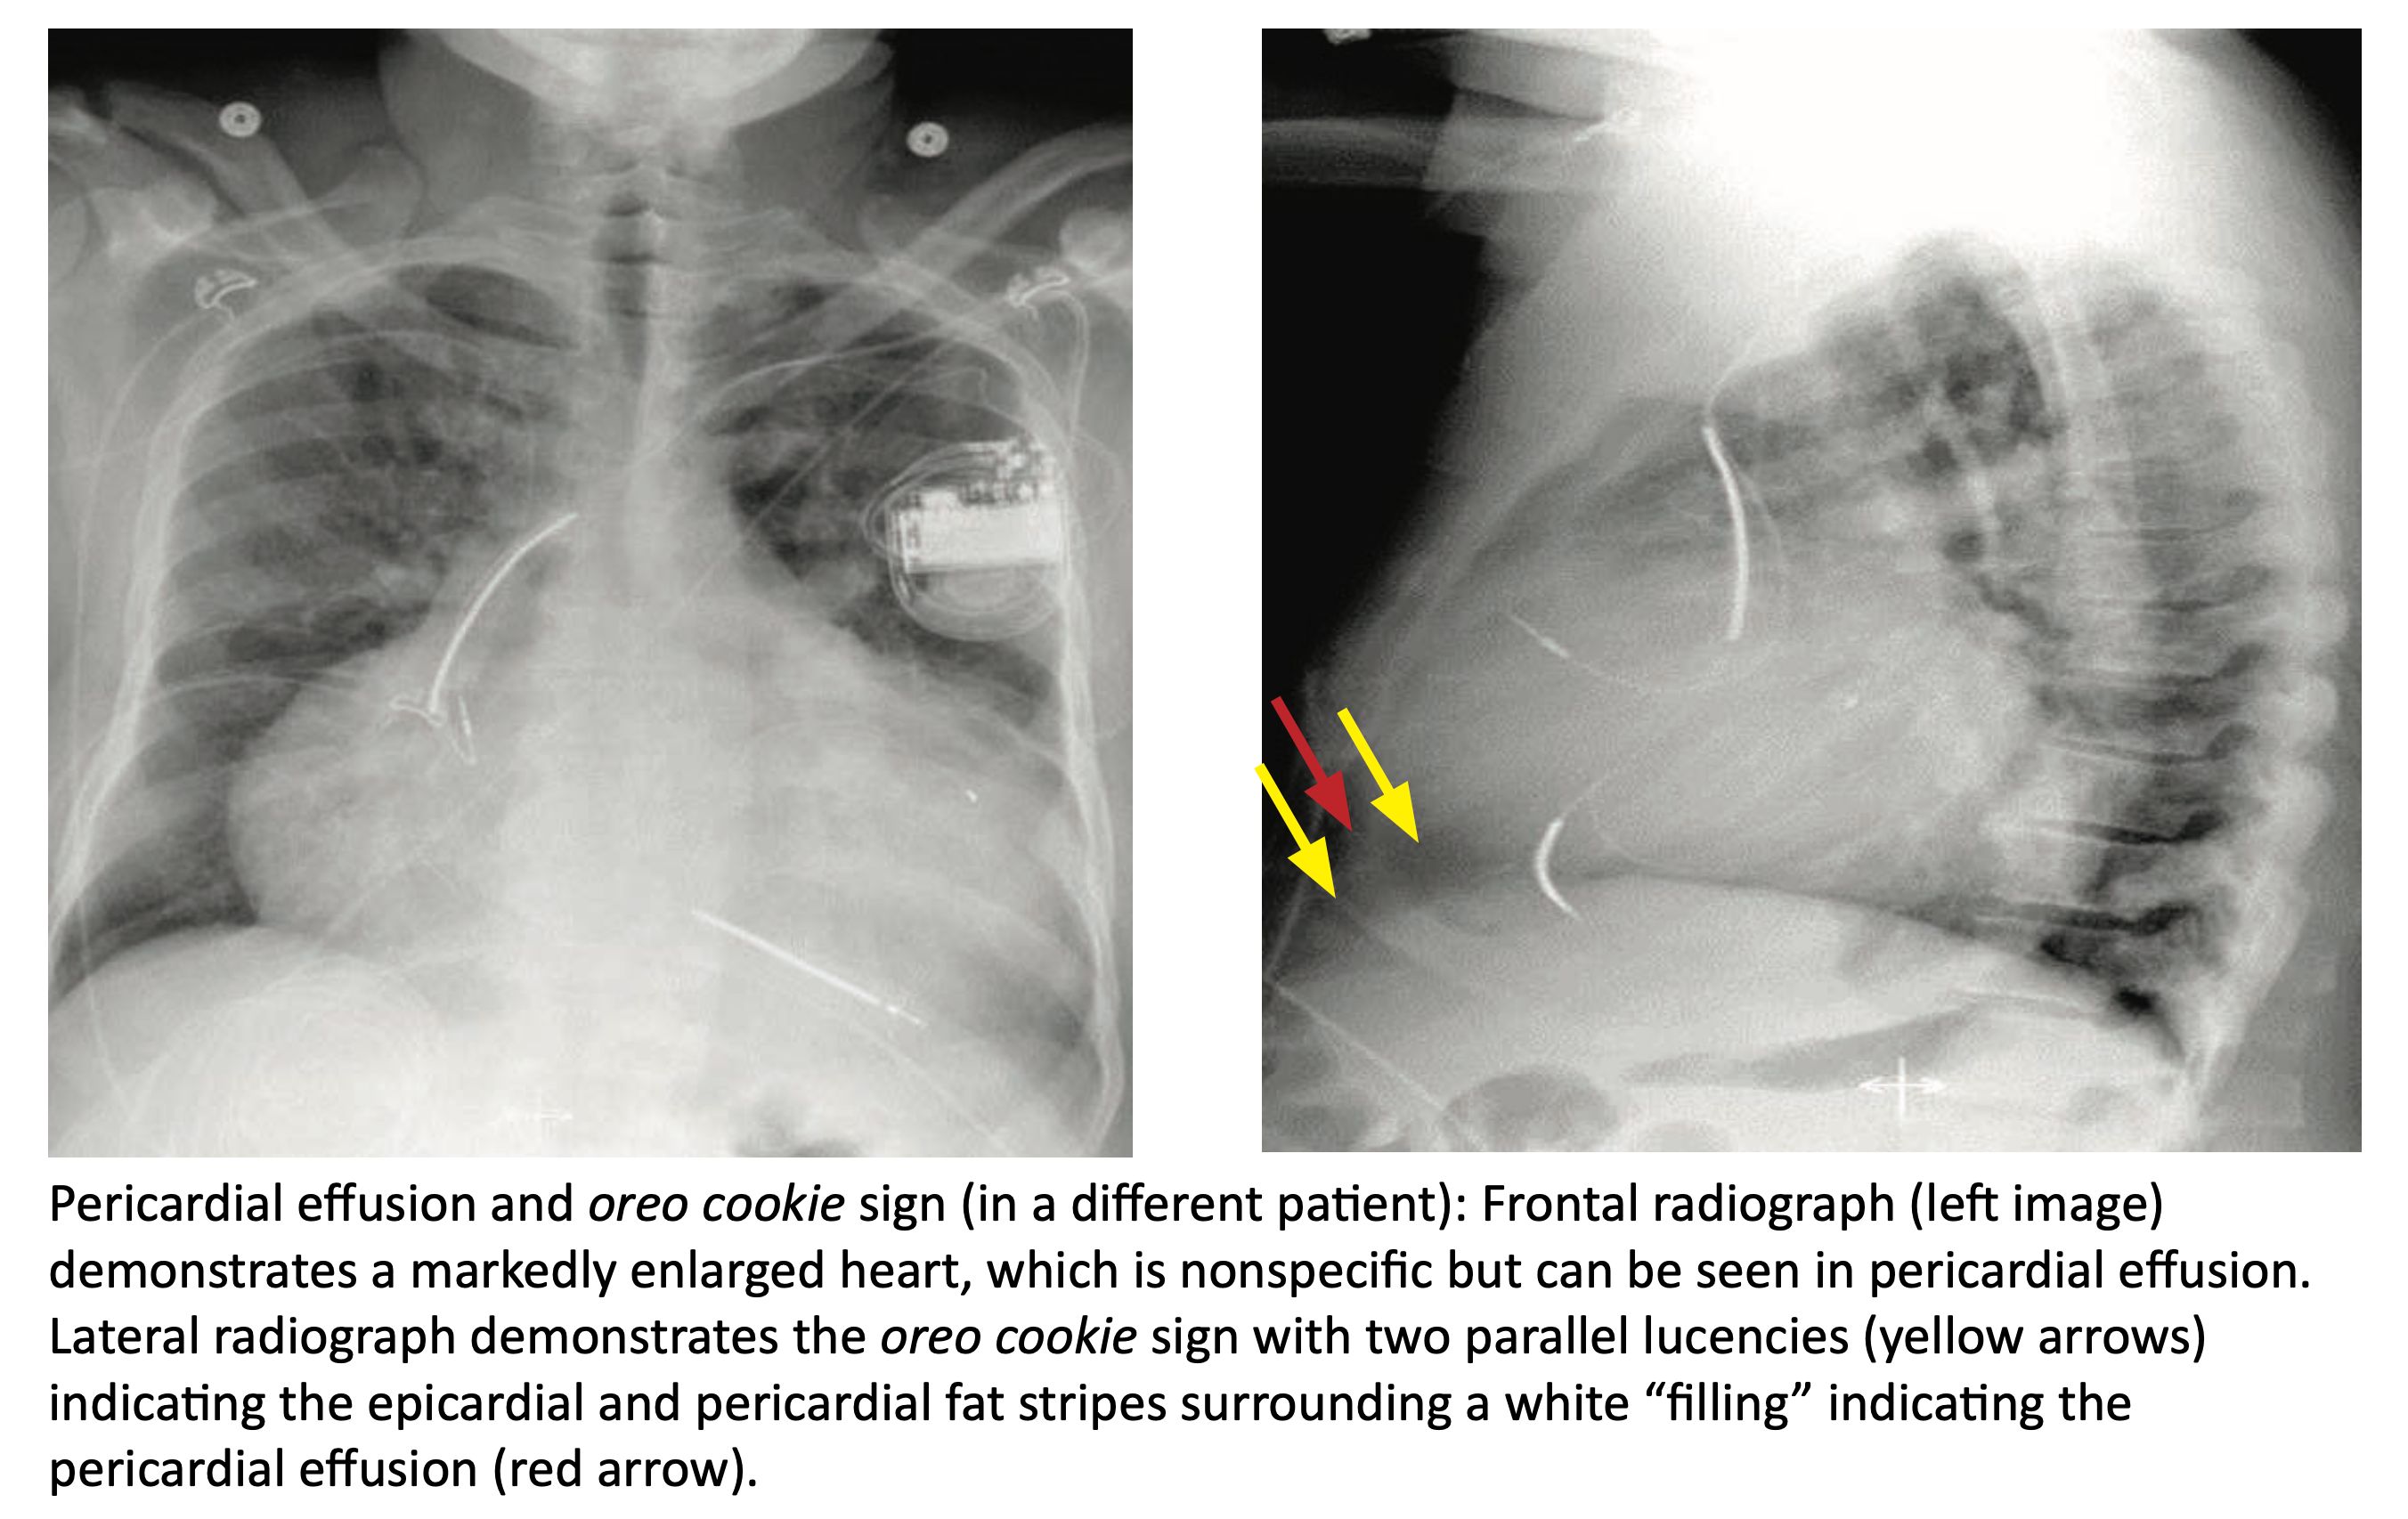 Pericardial effusion and oreo cookie sign (in a different patient): Frontal radiograph (left image)
demonstrates a markedly enlarged heart, which is nonspecific but can be seen in pericardial effusion.
Lateral radiograph demonstrates the oreo cookie sign with two parallel lucencies (yellow arrows)
indicating the epicardial and pericardial fat stripes surrounding a white “filling” indicating the
pericardial effusion (red arrow).